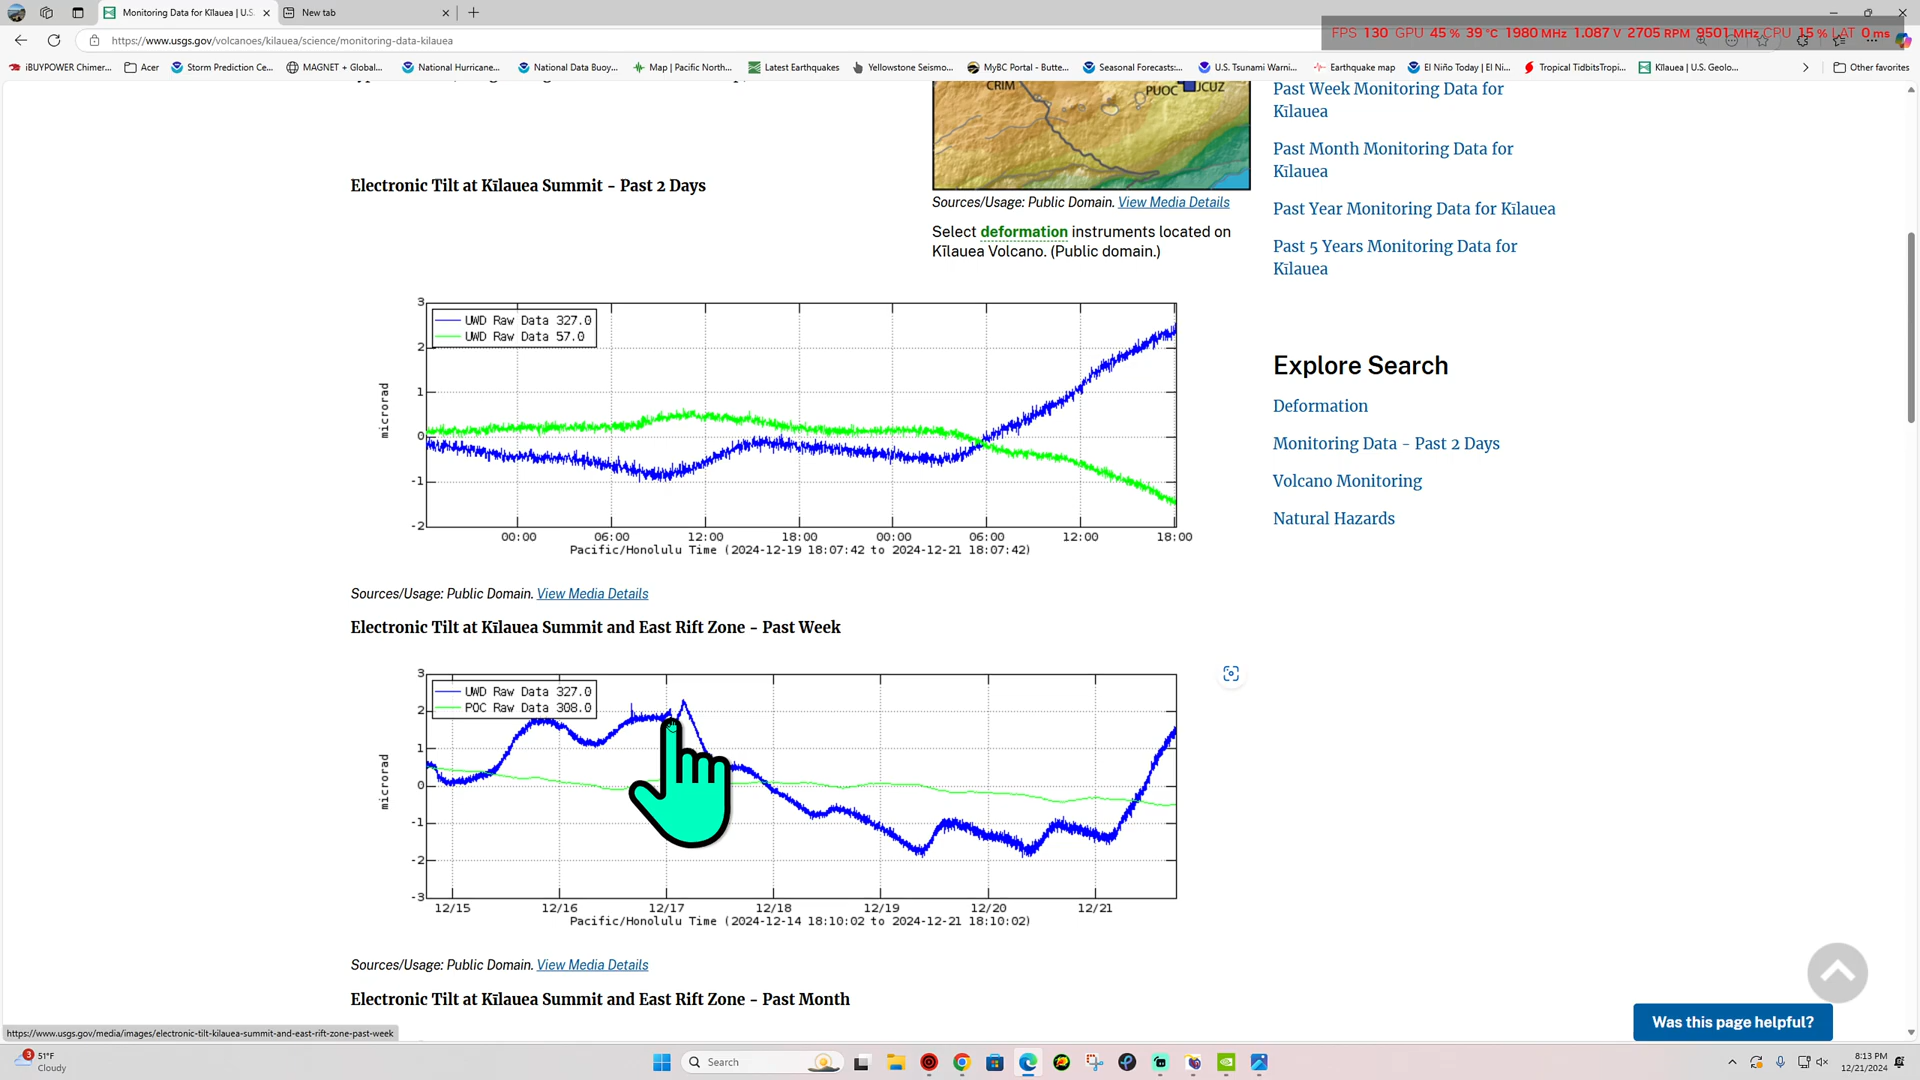 Monitoring Data for Kīlauea | U.S.
New tab
https://www.usgs.gov/volcanoes/kilauea/science/monitoring-data-kilauea
FPS 130 GPU 45 % 39 °C 1980 MHz 1.087 V 2705 RPM 9501 MHz CPU 15 % LAT 0 ms
iBUYPOWER Chimer...
Acer
Storm Prediction Ce...
MAGNET + Global...
National Hurricane...
National Data Buoy...
Map | Pacific North...
Latest Earthquakes
Yellowstone Seismo...
MyBC Portal - Butte...
Seasonal Forecasts:...
U.S. Tsunami Warni...
Earthquake map
El Niño Today | El Ni...
Tropical TidbitsTropi...
Kīlauea | U.S. Geolo...
Other favorites
CRIM
PUOC
JCUZ
Past Week Monitoring Data for
Kīlauea
Past Month Monitoring Data for
Kīlauea
Past Year Monitoring Data for Kīlauea
Past 5 Years Monitoring Data for
Kīlauea
Electronic Tilt at Kīlauea Summit - Past 2 Days
Sources/Usage: Public Domain. View Media Details
Select deformation instruments located on
Kīlauea Volcano. (Public domain.)
Explore Search
Deformation
Monitoring Data - Past 2 Days
Volcano Monitoring
Natural Hazards
UWD Raw Data 327.0
UWD Raw Data 57.0
3
2
1
0
-1
-2
microrad
00:00 06:00 12:00 18:00 00:00 06:00 12:00 18:00
Pacific/Honolulu Time (2024-12-19 18:07:42 to 2024-12-21 18:07:42)
Sources/Usage: Public Domain. View Media Details
Electronic Tilt at Kīlauea Summit and East Rift Zone - Past Week
UWD Raw Data 327.0
POC Raw Data 308.0
3
2
1
0
-1
-2
-3
microrad
12/15 12/16 12/17 12/18 12/19 12/20 12/21
Pacific/Honolulu Time (2024-12-14 18:10:02 to 2024-12-21 18:10:02)
Sources/Usage: Public Domain. View Media Details
Electronic Tilt at Kīlauea Summit and East Rift Zone - Past Month
Was this page helpful?
https://www.usgs.gov/media/images/electronic-tilt-kilauea-summit-and-east-rift-zone-past-week
3
51°F
Cloudy
Search
8:13 PM
12/21/2024